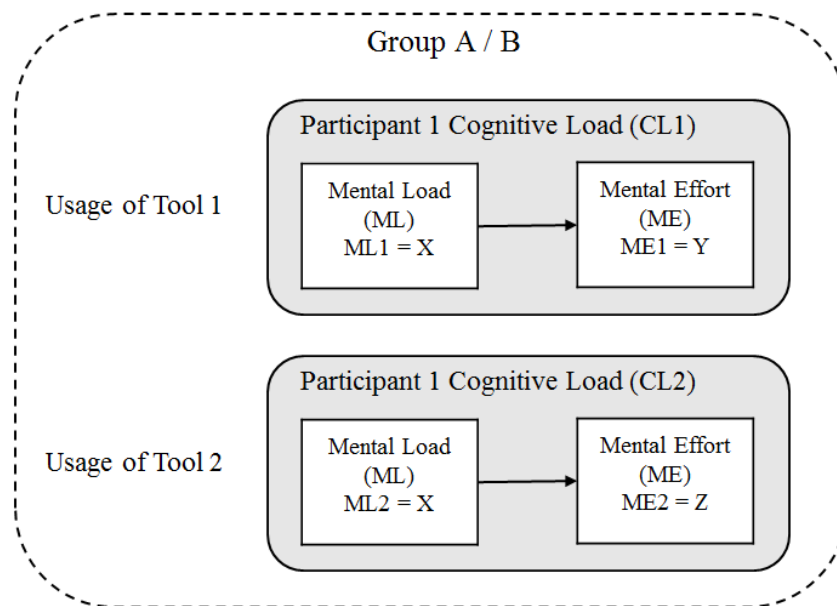 Group A / B
Participant 1 Cognitive Load (CL1)
Usage of Tool 1
Mental Load
(ML)
ML1 = X
Mental Effort
(ME)
ME1 = Y
Participant 1 Cognitive Load (CL2)
Usage of Tool 2
Mental Load
(ML)
ML2 = X
Mental Effort
(ME)
ME2 = Z